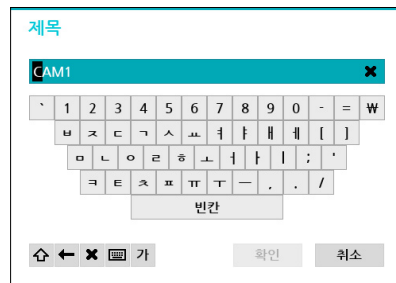 제목
CAM1
` 1 2 3 4 5 6 7 8 9 0 - = ₩
ㅂ ㅈ ㄷ ㄱ ㅅ ㅛ ㅕ ㅑ ㅐ ㅔ [ ]
ㅁ ㄴ ㅇ ㄹ ㅎ ㅗ ㅓ ㅏ ㅣ ; '
ㅋ ㅌ ㅊ ㅍ ㅠ ㅜ ㅡ , . /
빈칸
가 확인 취소